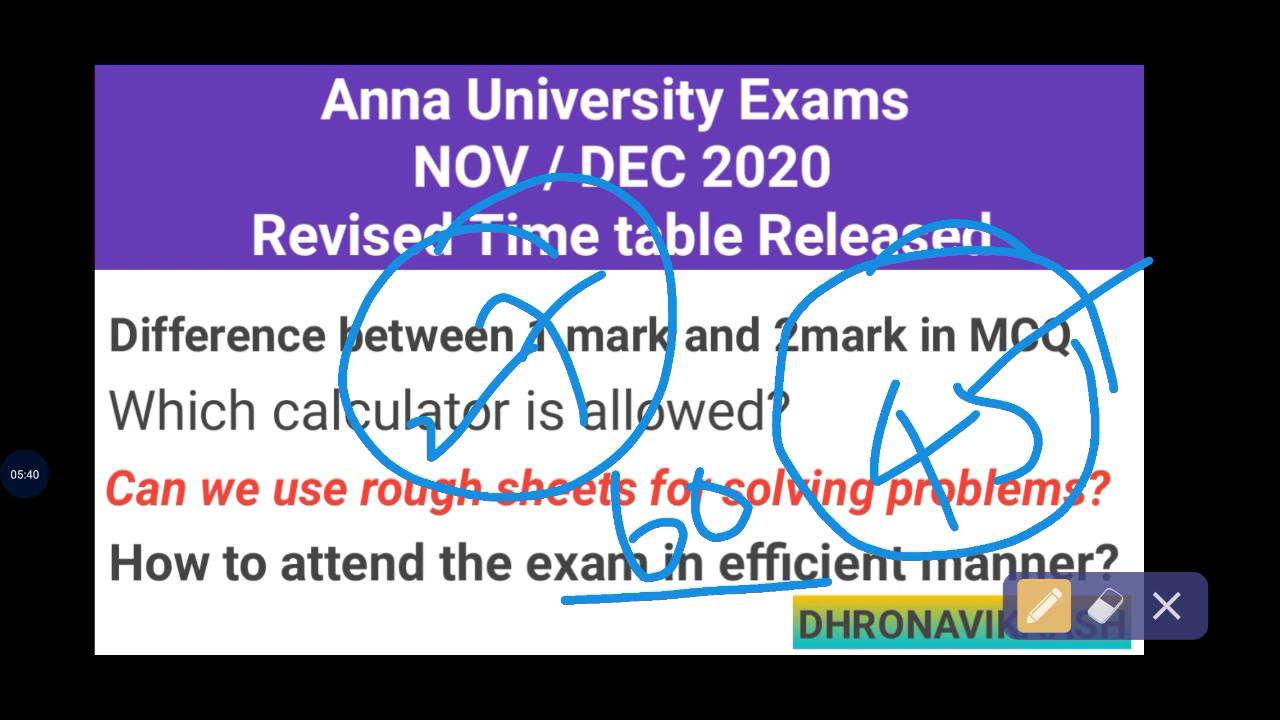 Anna University Exams
NOV / DEC 2020
Revised Time table Released
Difference between 1 mark and 2mark in MCQ
Which calculator is allowed?
Can we use rough sheets for solving problems?
45
60
How to attend the exam in efficient manner?
DHRONAVIKAASH
05:40